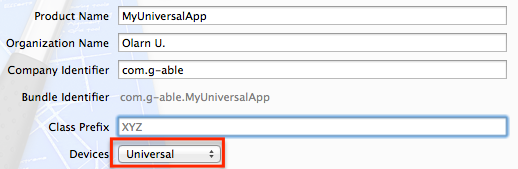 Product Name MyUniversalApp
Organization Name Olarn U.
Company Identifier com.g-able
Bundle Identifier com.g-able.MyUniversalApp
Class Prefix XYZ
Devices Universal